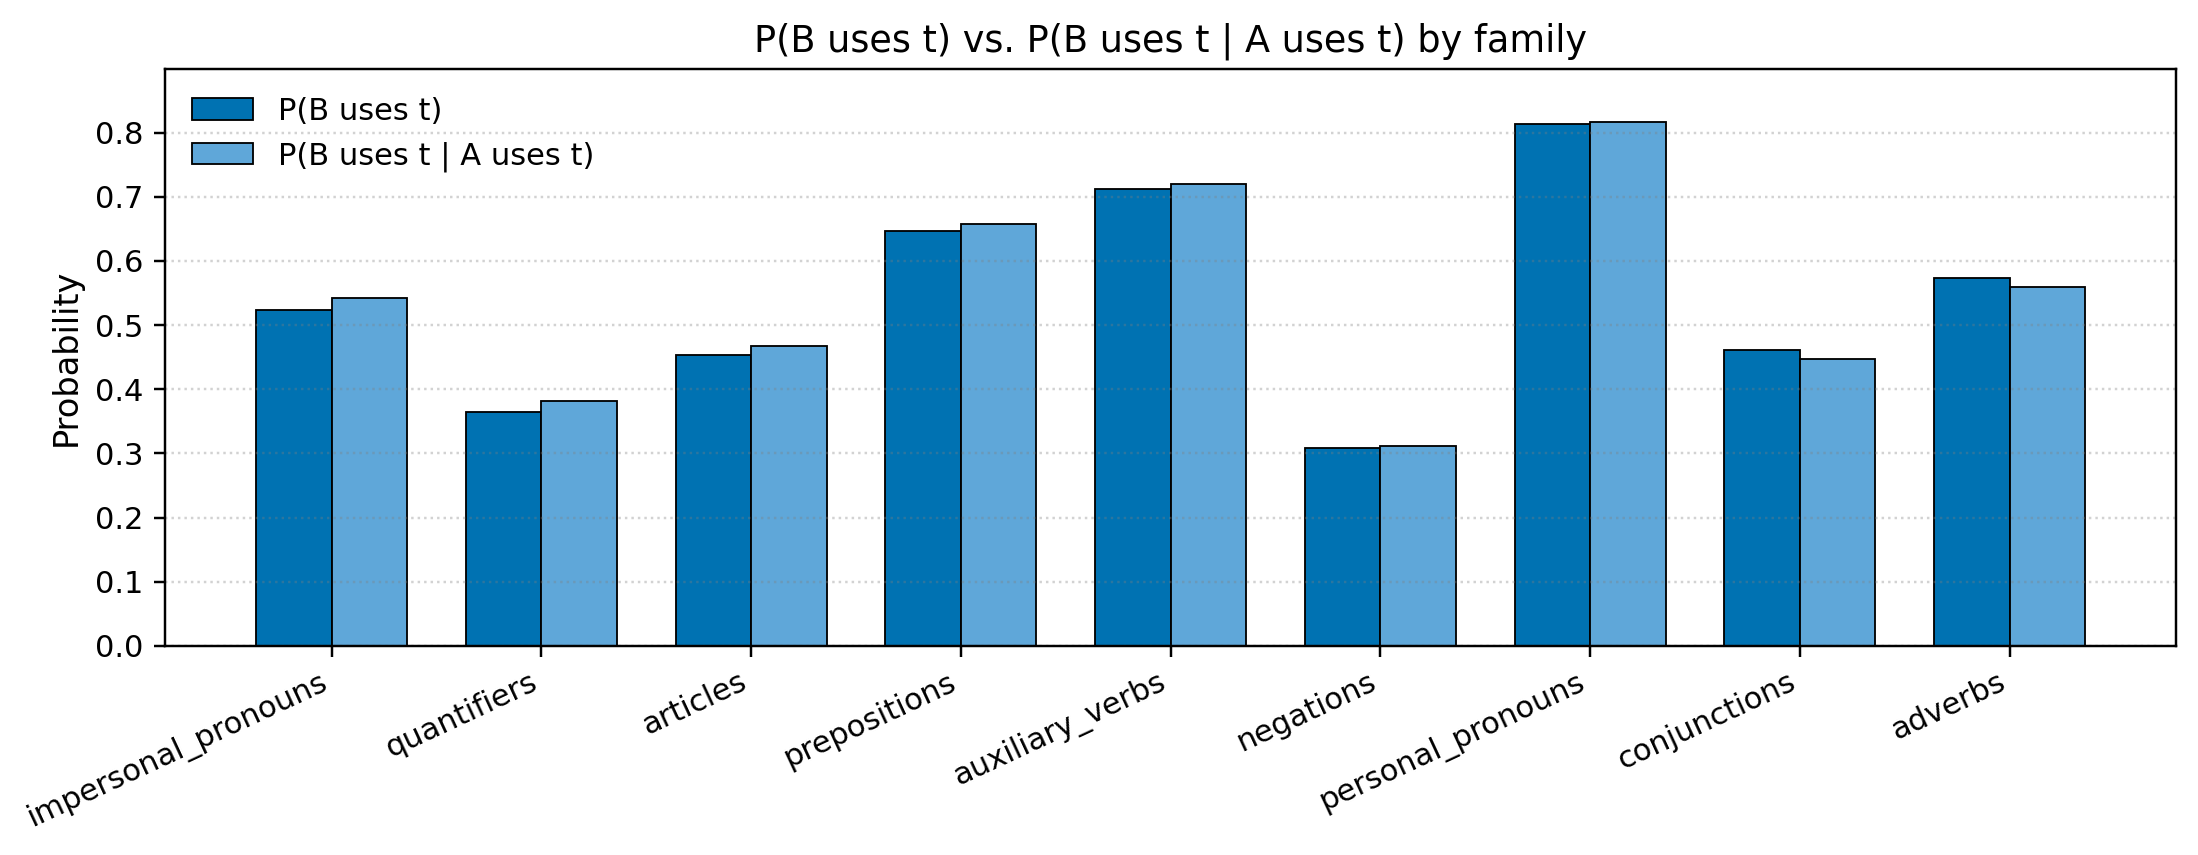 P(B uses t) vs. P(B uses t | A uses t) by family
P(B uses t)
P(B uses t | A uses t)
Probability
0.8
0.7
0.6
0.5
0.4
0.3
0.2
0.1
0.0
impersonal_pronouns
quantifiers
articles
prepositions
auxiliary_verbs
negations
personal_pronouns
conjunctions
adverbs